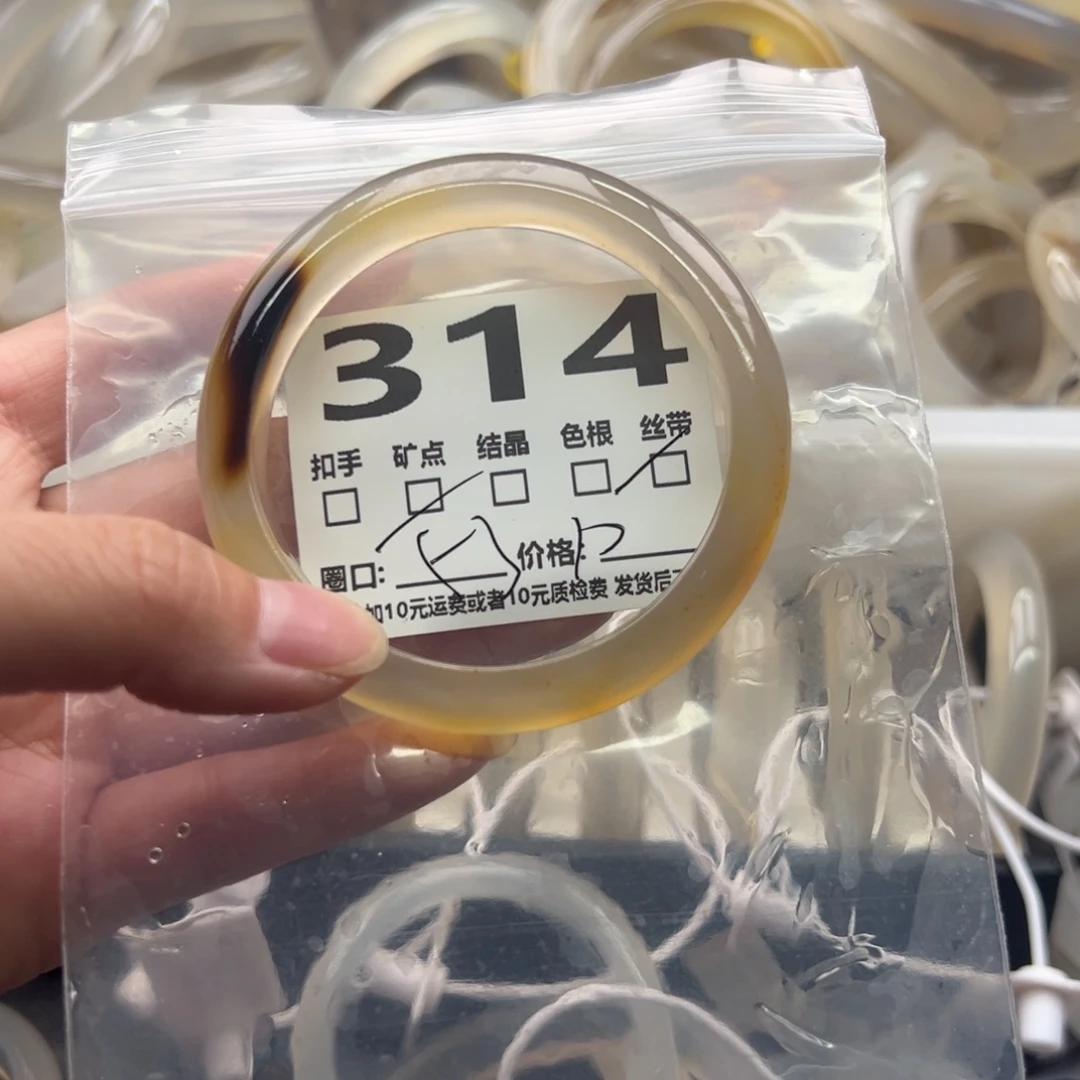 314
扣手 矿点 结晶 色根 丝带
圈口: 价格:
加10元运费或者10元质检费 发货后